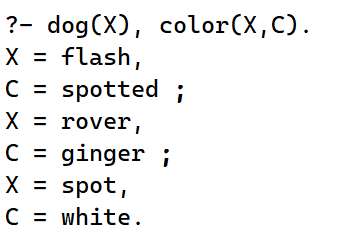 ?- dog(X), color(X,C).
X = flash,
C = spotted ;
X = rover,
C = ginger ;
X = spot,
C = white.